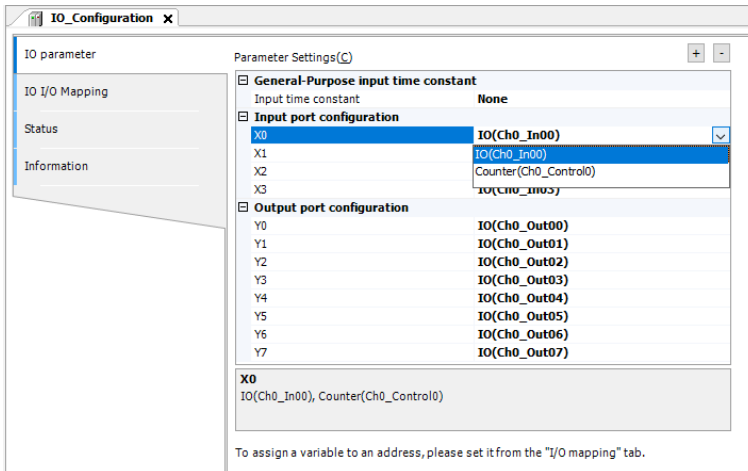 IO_Configuration X
IO parameter
IO I/O Mapping
Status
Information
Parameter Settings(C)
+ -
General-Purpose input time constant
Input time constant None
Input port configuration
X0 IO(Ch0_In00)
X1 IO(Ch0_In00)
X2 Counter(Ch0_Control0)
X3 IO(Ch0_In03)
Output port configuration
Y0 IO(Ch0_Out00)
Y1 IO(Ch0_Out01)
Y2 IO(Ch0_Out02)
Y3 IO(Ch0_Out03)
Y4 IO(Ch0_Out04)
Y5 IO(Ch0_Out05)
Y6 IO(Ch0_Out06)
Y7 IO(Ch0_Out07)
X0
IO(Ch0_In00), Counter(Ch0_Control0)
To assign a variable to an address, please set it from the "I/O mapping" tab.